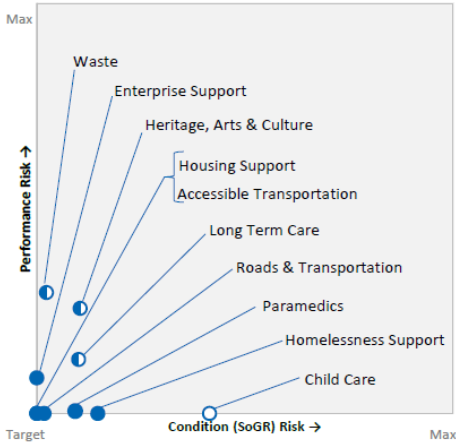 Max
Waste
Enterprise Support
Heritage, Arts & Culture
Housing Support
Accessible Transportation
Long Term Care
Roads & Transportation
Paramedics
Homelessness Support
Child Care
Performance Risk →
Condition (SoGR) Risk →
Target
Max